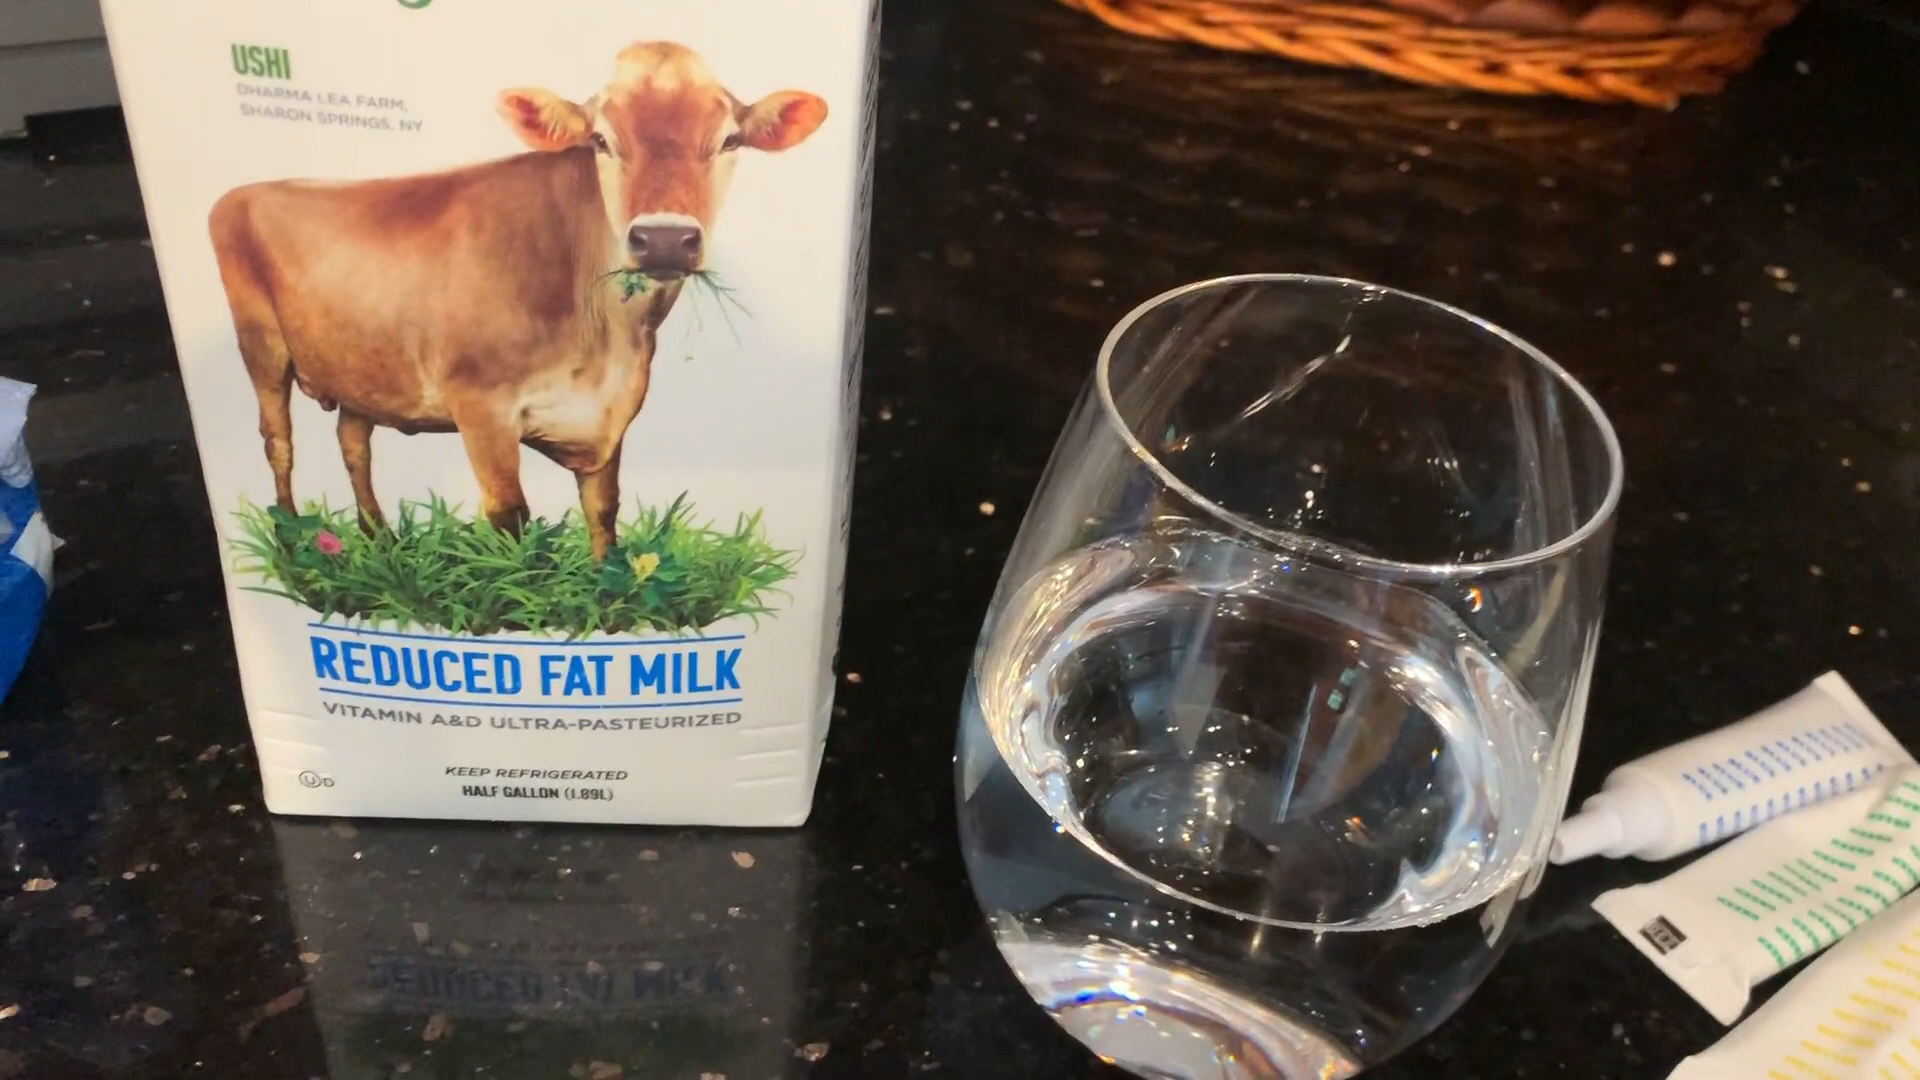 USHI
DHARMA LEA FARM,
SHARON SPRINGS, NY
REDUCED FAT MILK
VITAMIN A&D ULTRA-PASTEURIZED
KEEP REFRIGERATED
HALF GALLON (1.89L)
UD